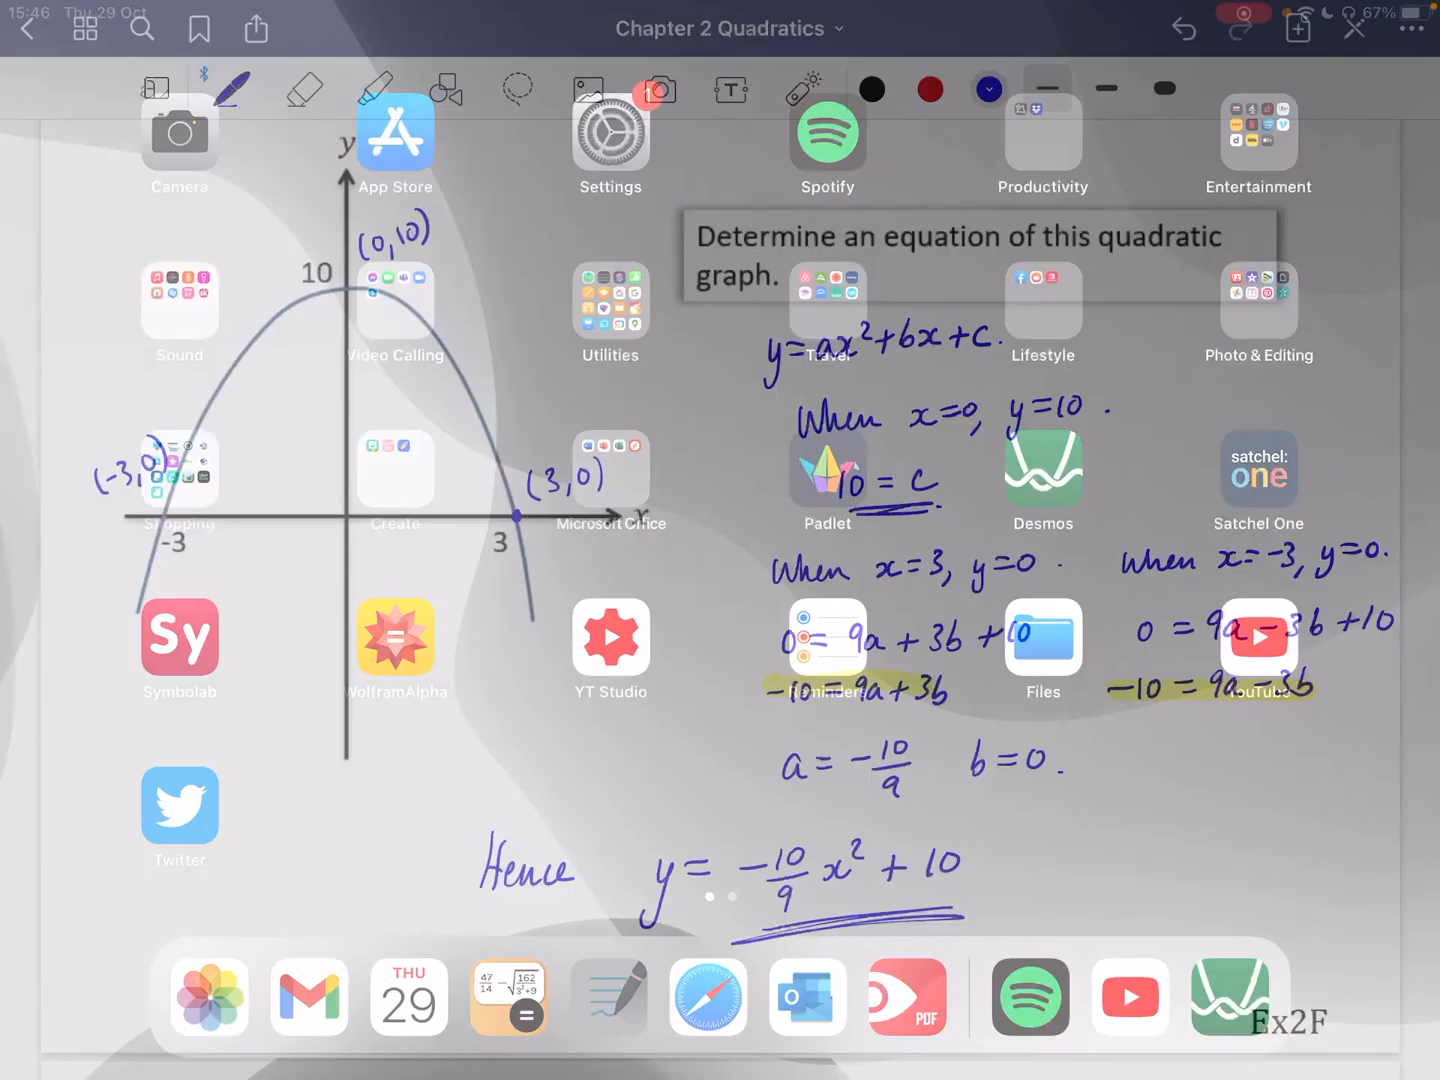 15:46 Thu 29 Oct
67%
Chapter 2 Quadratics
T
1
Camera
App Store
Settings
Spotify
Productivity
Entertainment
y
(0,10)
10
Determine an equation of this quadratic
graph.
Sound
Video Calling
Utilities
Travel
Lifestyle
Photo & Editing
y=ax²+bx+c.
When x=0, y=10.
10 = c
satchel:
one
(-3,0)
(3,0)
Shopping
Create
Microsoft Office
x
Padlet
Desmos
Satchel One
-3
3
When x=3, y=0.
When x=-3, y=0.
0 = 9a + 3b + 10
0 = 9a - 3b + 10
Sy
=
Symbolab
WolframAlpha
YT Studio
Reminders
Files
YouTube
-10 = 9a + 3b
-10 = 9a - 3b
a = -10/9 b = 0.
Twitter
Hence y = -10/9 x² + 10
THU
29
47/14 - √162/3²+9
=
O
PDF
Ex2F